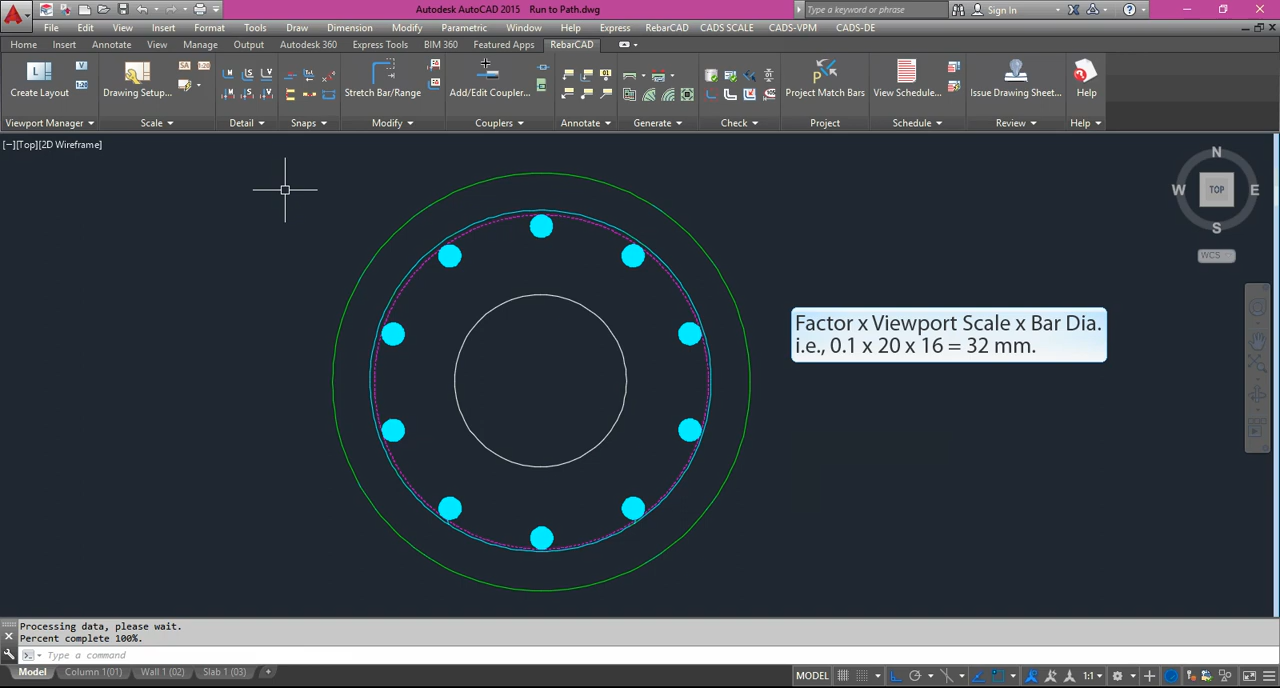 Autodesk AutoCAD 2015 Run to Path.dwg
Type a keyword or phrase
Sign In
File Edit View Insert Format Tools Draw Dimension Modify Parametric Window Help Express RebarCAD CADS SCALE CADS-VPM CADS-DE
Home Insert Annotate View Manage Output Autodesk 360 Express Tools BIM 360 Featured Apps RebarCAD
Create Layout
Drawing Setup...
Stretch Bar/Range
Add/Edit Coupler...
Project Match Bars
View Schedule...
Issue Drawing Sheet...
Help
Viewport Manager
Scale
Detail
Snaps
Modify
Couplers
Annotate
Generate
Check
Project
Schedule
Review
Help
[−][Top][2D Wireframe]
N
W TOP E
S
WCS
Factor x Viewport Scale x Bar Dia.
i.e., 0.1 x 20 x 16 = 32 mm.
Processing data, please wait.
Percent complete 100%.
Type a command
Model Column 1(01) Wall 1 (02) Slab 1 (03) +
MODEL 1:1